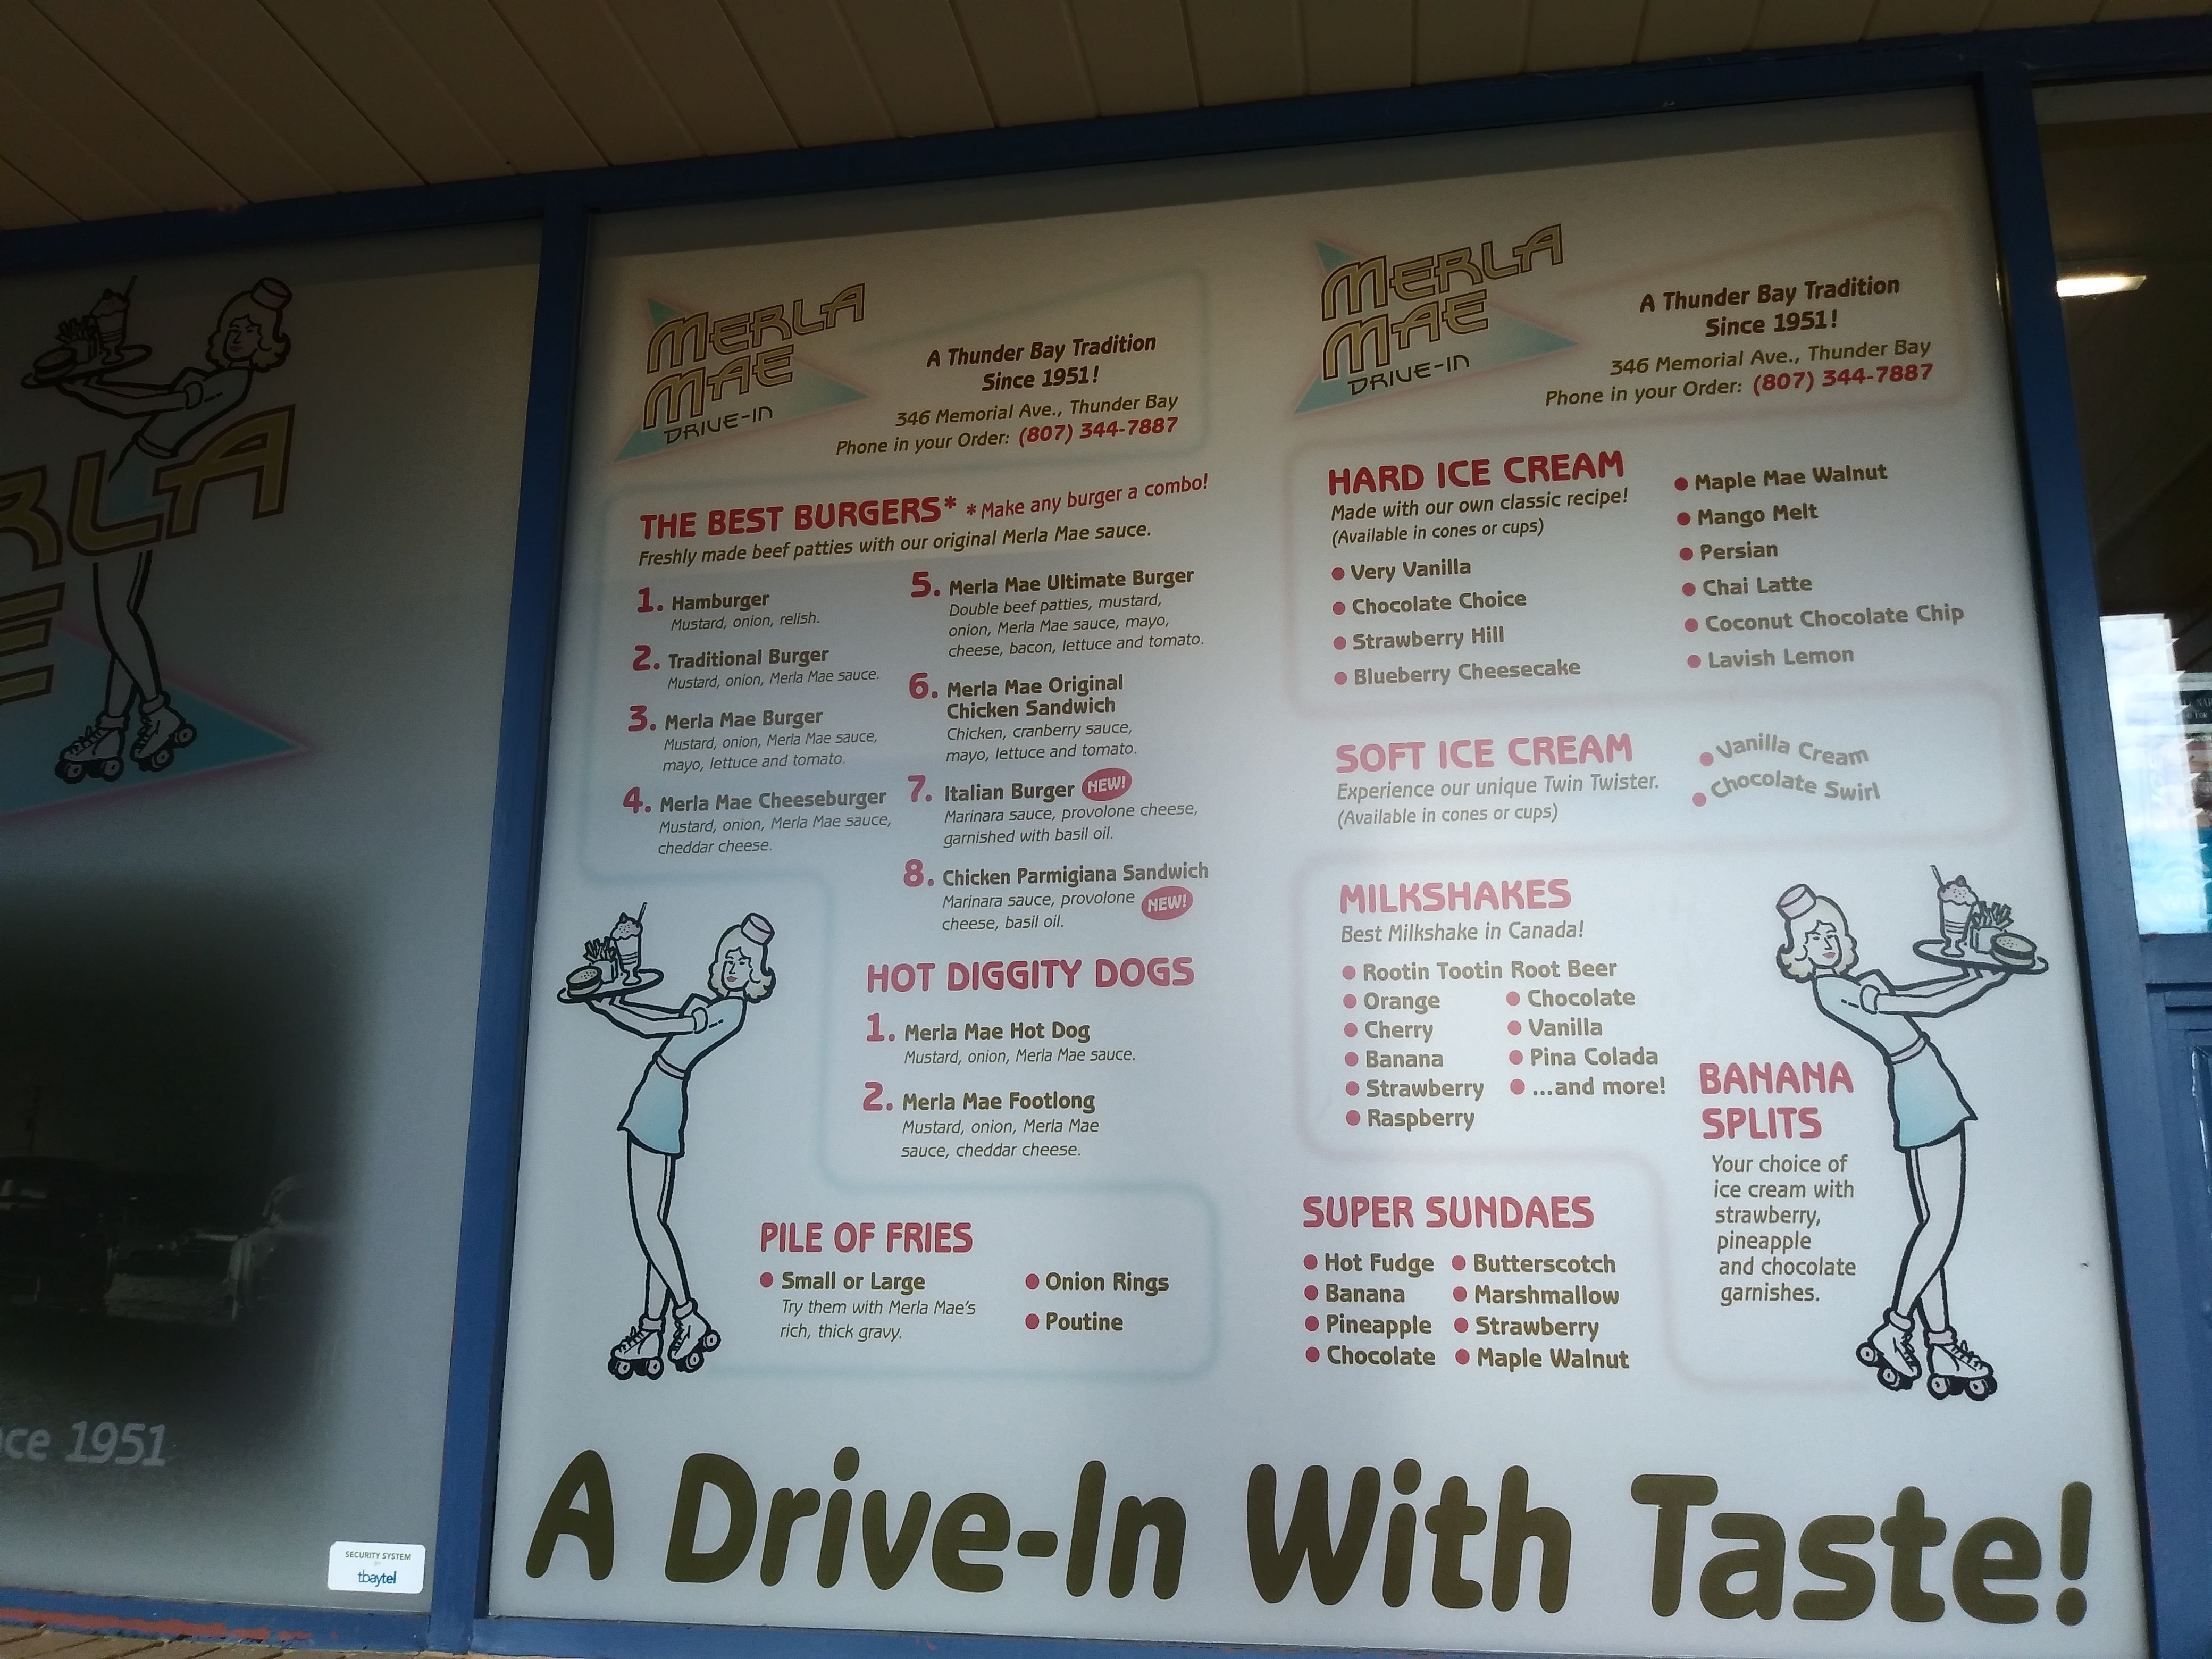 RLA
E
ce 1951
SECURITY SYSTEM
BY
tbaytel
MERLA
MAE
DRIVE-IN
A Thunder Bay Tradition
Since 1951!
346 Memorial Ave., Thunder Bay
Phone in your Order: (807) 344-7887
THE BEST BURGERS* * Make any burger a combo!
Freshly made beef patties with our original Merla Mae sauce.
1. Hamburger
Mustard, onion, relish.
2. Traditional Burger
Mustard, onion, Merla Mae sauce.
3. Merla Mae Burger
Mustard, onion, Merla Mae sauce,
mayo, lettuce and tomato.
4. Merla Mae Cheeseburger
Mustard, onion, Merla Mae sauce,
cheddar cheese.
5. Merla Mae Ultimate Burger
Double beef patties, mustard,
onion, Merla Mae sauce, mayo,
cheese, bacon, lettuce and tomato.
6. Merla Mae Original
Chicken Sandwich
Chicken, cranberry sauce,
mayo, lettuce and tomato.
7. Italian Burger NEW!
Marinara sauce, provolone cheese,
garnished with basil oil.
8. Chicken Parmigiana Sandwich
Marinara sauce, provolone NEW!
cheese, basil oil.
HOT DIGGITY DOGS
1. Merla Mae Hot Dog
Mustard, onion, Merla Mae sauce.
2. Merla Mae Footlong
Mustard, onion, Merla Mae
sauce, cheddar cheese.
PILE OF FRIES
• Small or Large
Try them with Merla Mae's
rich, thick gravy.
• Onion Rings
• Poutine
MERLA
MAE
DRIVE-IN
A Thunder Bay Tradition
Since 1951!
346 Memorial Ave., Thunder Bay
Phone in your Order: (807) 344-7887
HARD ICE CREAM
Made with our own classic recipe!
(Available in cones or cups)
• Very Vanilla
• Chocolate Choice
• Strawberry Hill
• Blueberry Cheesecake
• Maple Mae Walnut
• Mango Melt
• Persian
• Chai Latte
• Coconut Chocolate Chip
• Lavish Lemon
SOFT ICE CREAM
Experience our unique Twin Twister.
(Available in cones or cups)
• Vanilla Cream
• Chocolate Swirl
MILKSHAKES
Best Milkshake in Canada!
• Rootin Tootin Root Beer
• Orange
• Cherry
• Banana
• Strawberry
• Raspberry
• Chocolate
• Vanilla
• Pina Colada
• ...and more!
BANANA
SPLITS
Your choice of
ice cream with
strawberry,
pineapple
and chocolate
garnishes.
SUPER SUNDAES
• Hot Fudge
• Banana
• Pineapple
• Chocolate
• Butterscotch
• Marshmallow
• Strawberry
• Maple Walnut
A Drive-In With Taste!